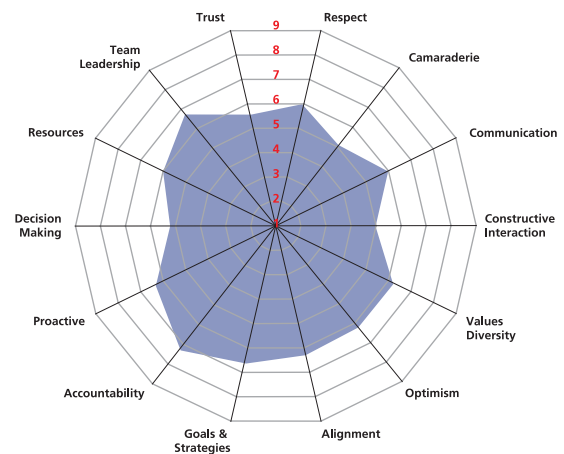 Trust
9
Respect
8
Team
Leadership
Camaraderie
7
6
Resources
Communication
5
4
3
2
Decision
Making
1
Constructive
Interaction
Proactive
Values
Diversity
Accountability
Optimism
Goals &
Strategies
Alignment